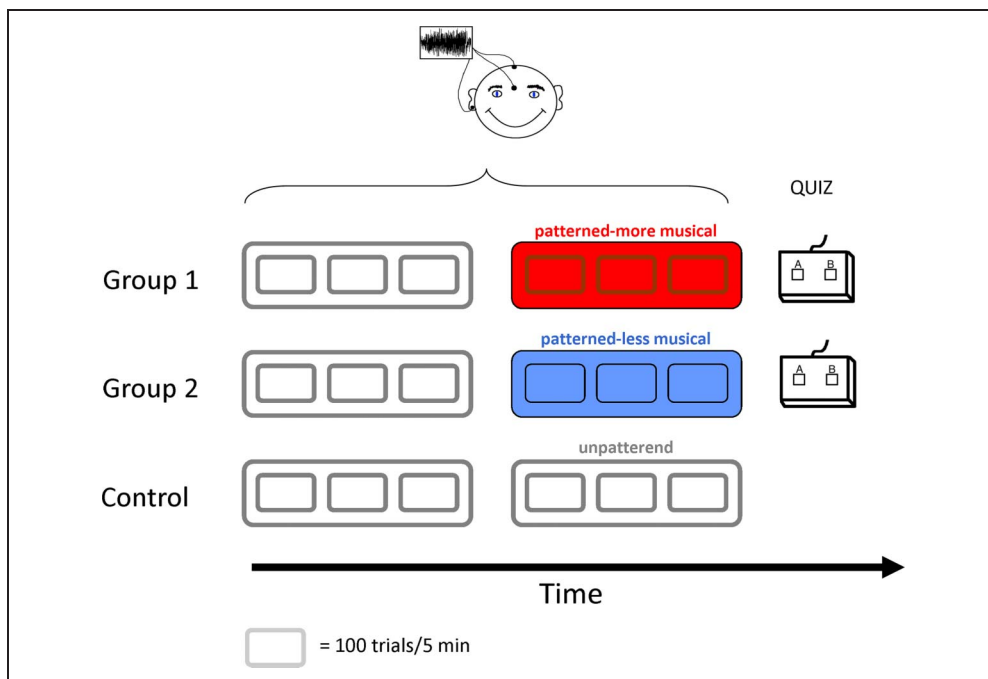 QUIZ
patterned-more musical
Group 1
A B
patterned-less musical
Group 2
A B
unpatterend
Control
Time
= 100 trials/5 min